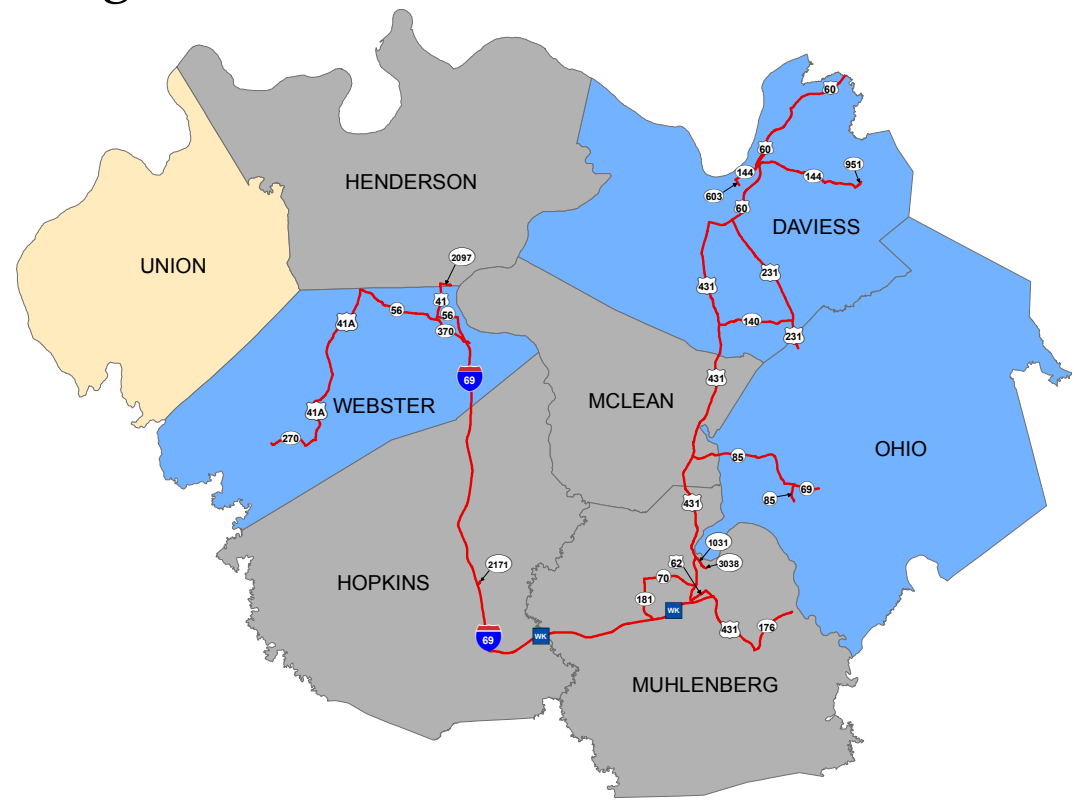 60
60
951
144
144
HENDERSON
603
60
DAVIESS
2097
UNION
231
431
41
56
56
41A
140
370
231
69
431
MCLEAN
WEBSTER
41A
270
OHIO
85
69
85
431
1031
62
3038
2171
70
HOPKINS
181
WK
431
176
69
WK
MUHLENBERG